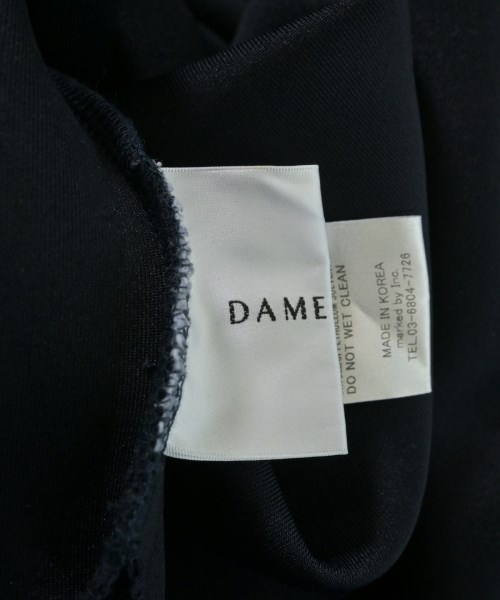 DAME
DO NOT WET CLEAN
MADE IN KOREA
marked by Inc.
TEL.03-6804-7726